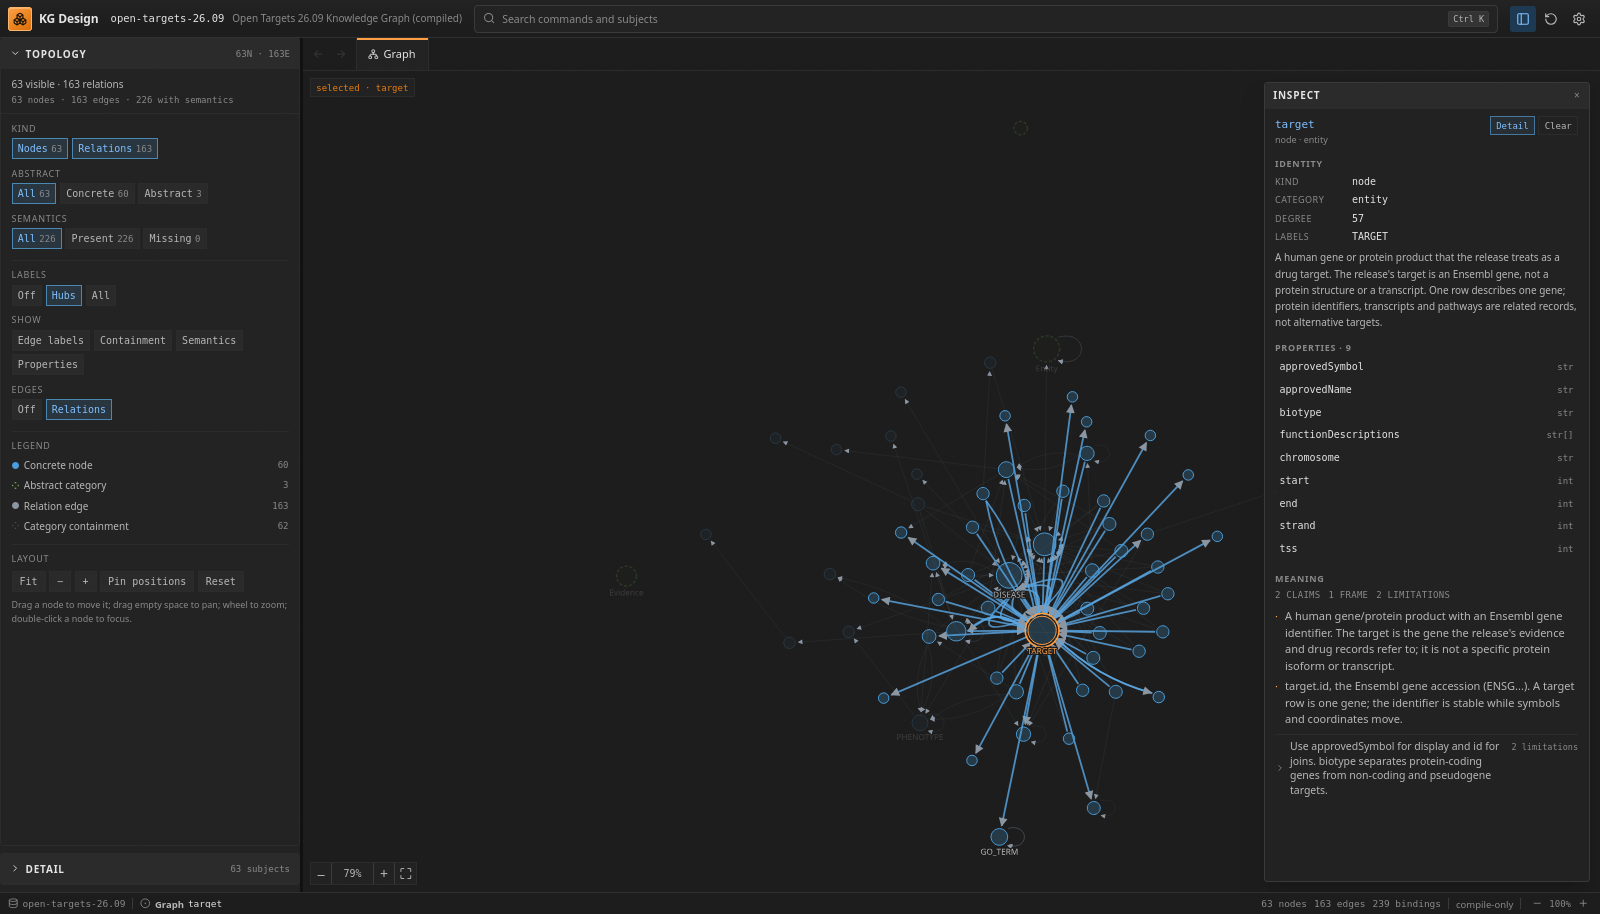 KG Design open-targets-26.09 Open Targets 26.09 Knowledge Graph (compiled) Search commands and subjects Ctrl K
TOPOLOGY 63N · 163E
63 visible · 163 relations
63 nodes · 163 edges · 226 with semantics
KIND
Nodes 63 Relations 163
ABSTRACT
All 63 Concrete 60 Abstract 3
SEMANTICS
All 226 Present 226 Missing 0
LABELS
Off Hubs All
SHOW
Edge labels Containment Semantics
Properties
EDGES
Off Relations
LEGEND
Concrete node 60
Abstract category 3
Relation edge 163
Category containment 62
LAYOUT
Fit − + Pin positions Reset
Drag a node to move it; drag empty space to pan; wheel to zoom;
double-click a node to focus.
DETAIL 63 subjects
Graph
selected · target
Entity
Evidence
DISEASE
TARGET
PHENOTYPE
GO_TERM
– 79% +
INSPECT ×
target Detail Clear
node · entity
IDENTITY
KIND node
CATEGORY entity
DEGREE 57
LABELS TARGET
A human gene or protein product that the release treats as a
drug target. The release's target is an Ensembl gene, not a
protein structure or a transcript. One row describes one gene;
protein identifiers, transcripts and pathways are related records,
not alternative targets.
PROPERTIES · 9
approvedSymbol str
approvedName str
biotype str
functionDescriptions str[]
chromosome str
start int
end int
strand int
tss int
MEANING
2 CLAIMS 1 FRAME 2 LIMITATIONS
· A human gene/protein product with an Ensembl gene
identifier. The target is the gene the release's evidence
and drug records refer to; it is not a specific protein
isoform or transcript.
· target.id, the Ensembl gene accession (ENSG...). A target
row is one gene; the identifier is stable while symbols
and coordinates move.
Use approvedSymbol for display and id for 2 limitations
joins. biotype separates protein-coding
genes from non-coding and pseudogene
targets.
open-targets-26.09 Graph target 63 nodes 163 edges 239 bindings compile-only − 100% +